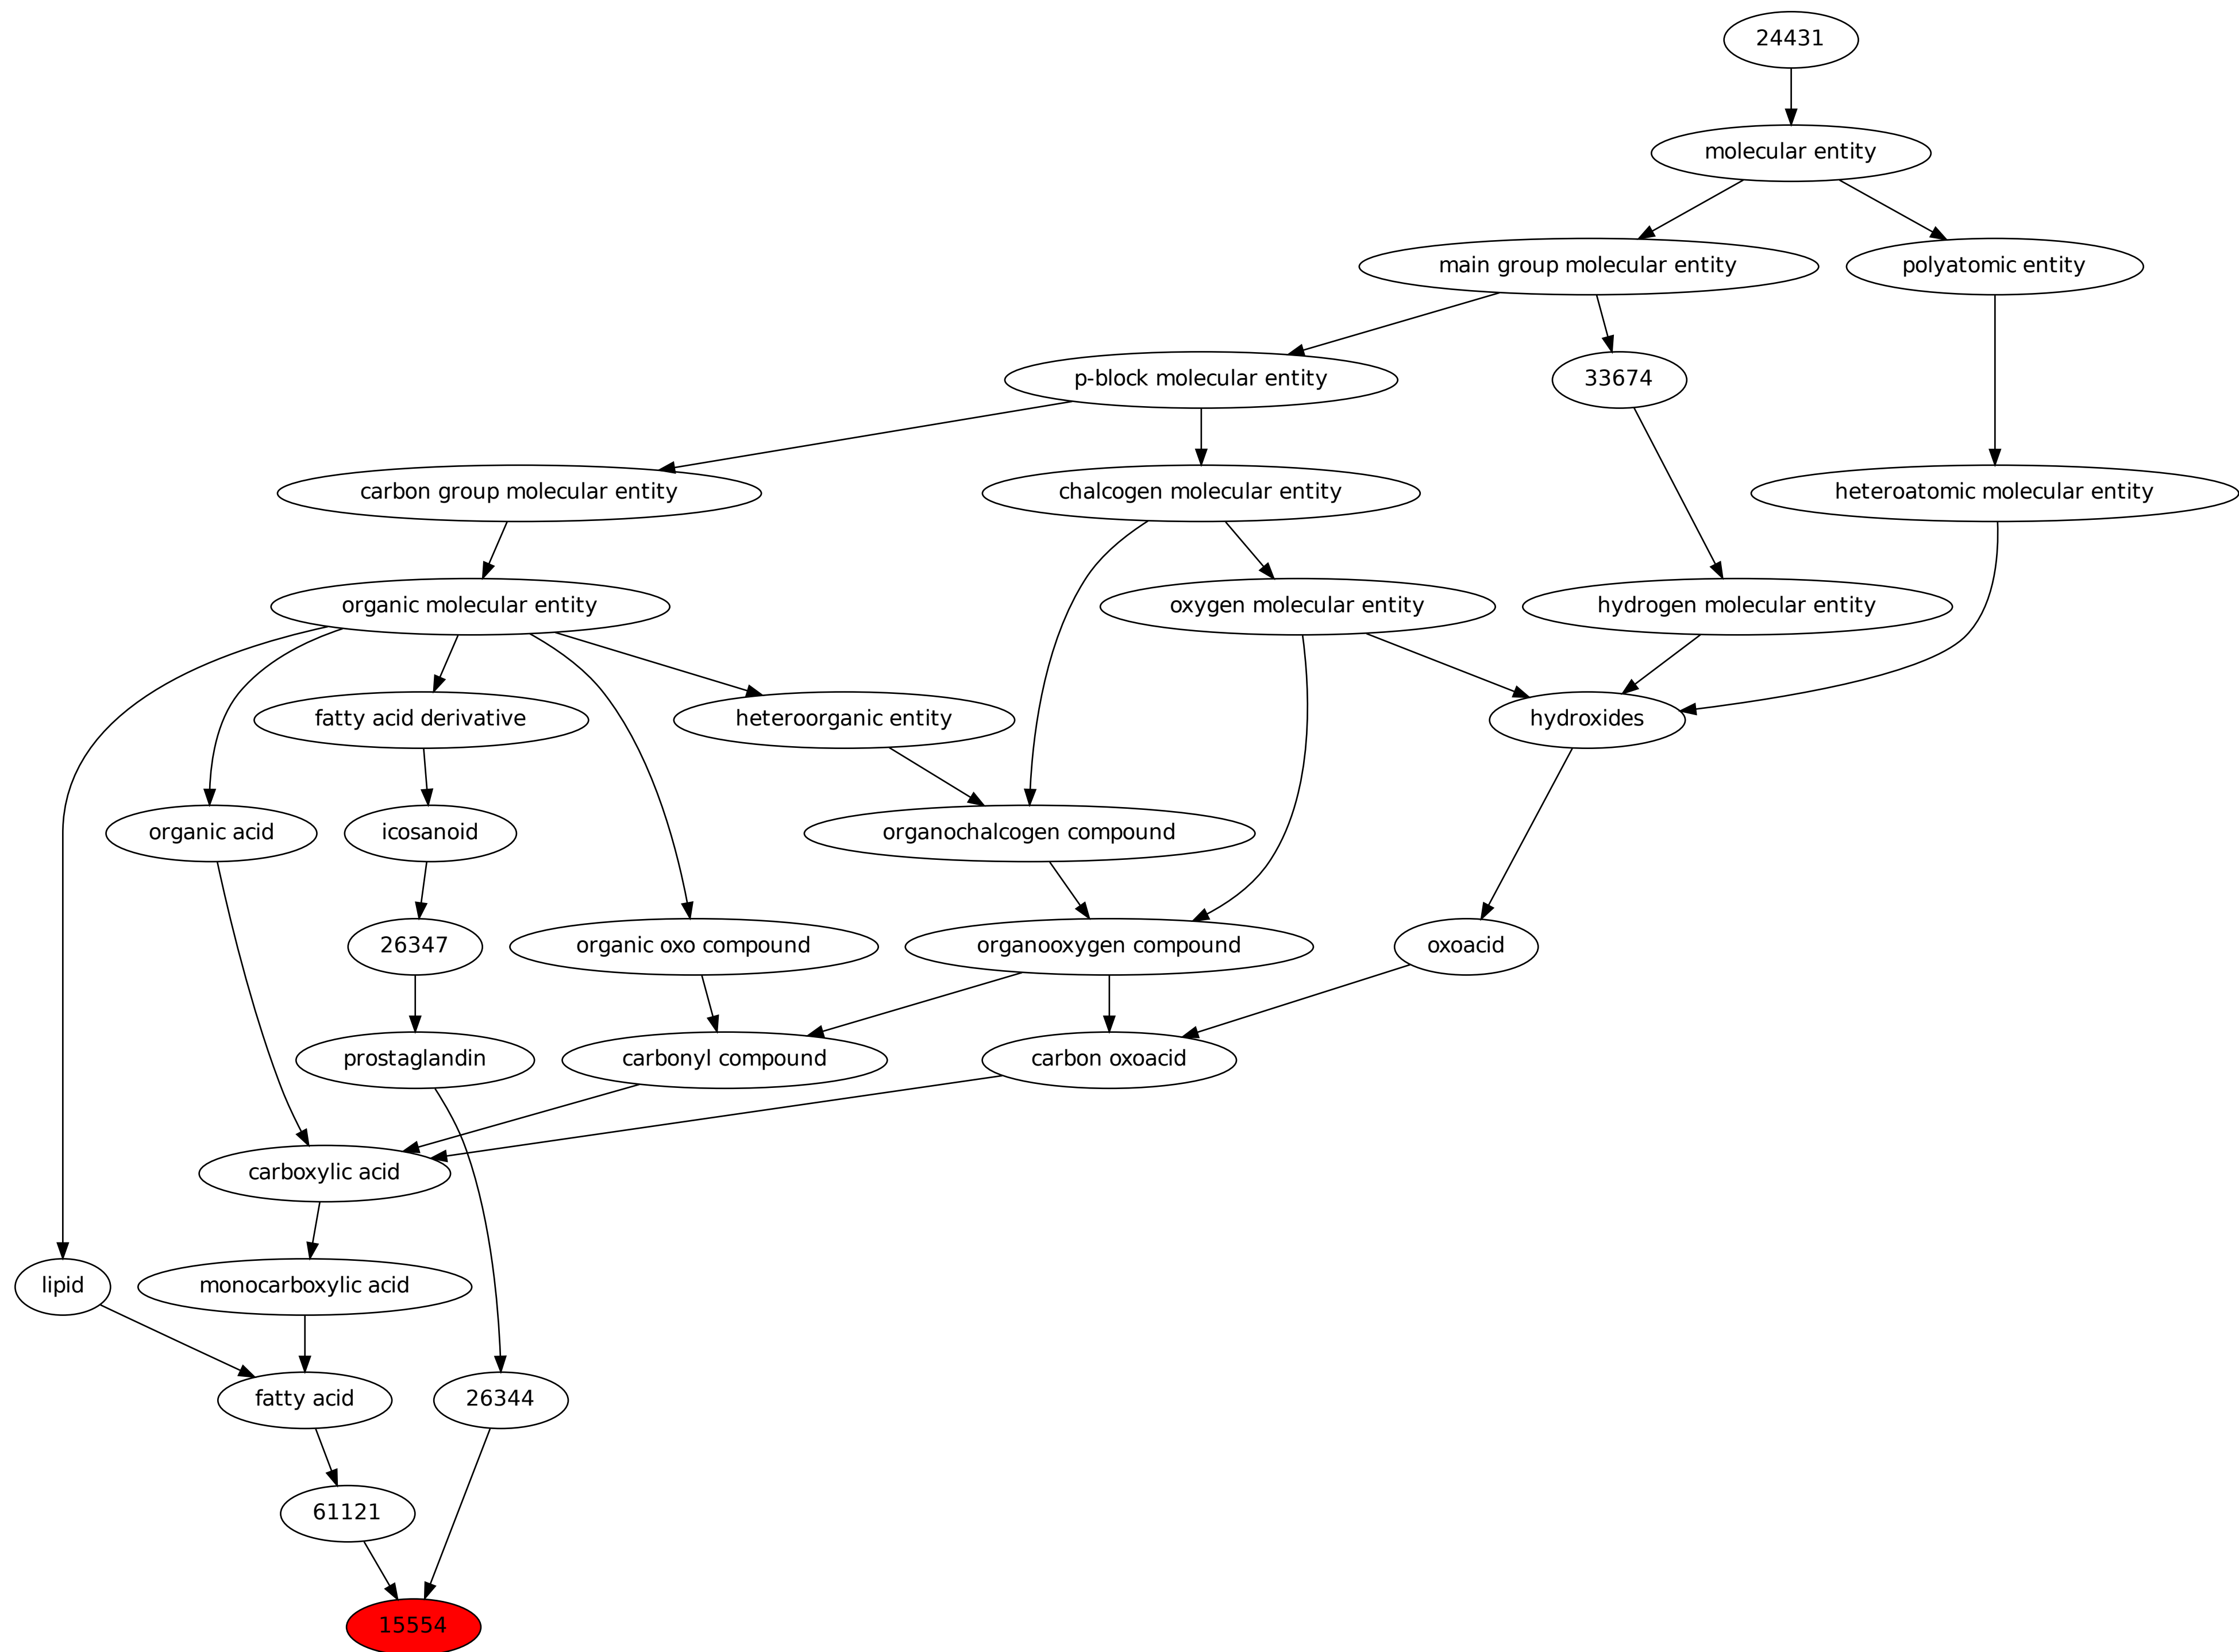 24431
molecular entity
main group molecular entity
polyatomic entity
p-block molecular entity
33674
carbon group molecular entity
chalcogen molecular entity
heteroatomic molecular entity
organic molecular entity
oxygen molecular entity
hydrogen molecular entity
fatty acid derivative
heteroorganic entity
hydroxides
organic acid
icosanoid
organochalcogen compound
26347
organic oxo compound
organooxygen compound
oxoacid
prostaglandin
carbonyl compound
carbon oxoacid
carboxylic acid
lipid
monocarboxylic acid
fatty acid
26344
61121
15554